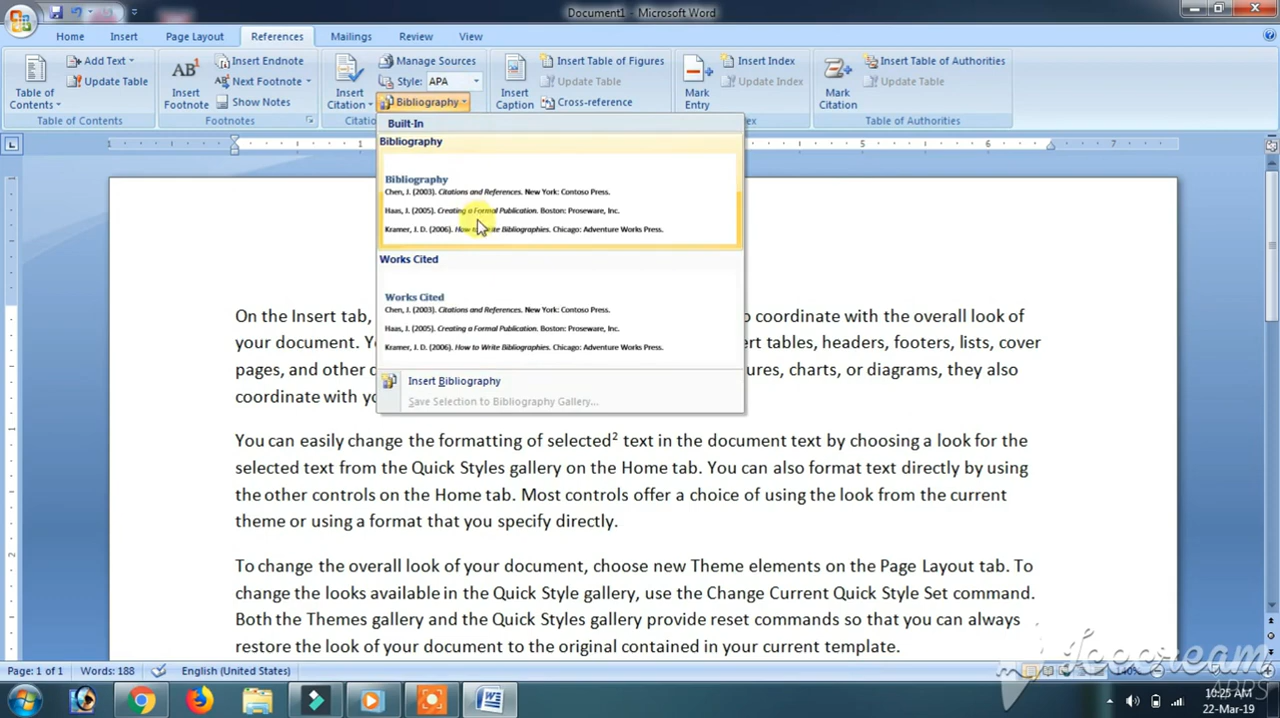 Document1 - Microsoft Word
Home Insert Page Layout References Mailings Review View
Table of Contents
Add Text
Update Table
Table of Contents
AB1
Insert Footnote
Insert Endnote
Next Footnote
Show Notes
Footnotes
Insert Citation
Manage Sources
Style: APA
Bibliography
Insert Caption
Insert Table of Figures
Update Table
Cross-reference
Mark Entry
Insert Index
Update Index
Mark Citation
Insert Table of Authorities
Update Table
Table of Authorities
Built-In
Bibliography
Bibliography
Chen, J. (2003). Citations and References. New York: Contoso Press.
Haas, J. (2005). Creating a Formal Publication. Boston: Proseware, Inc.
Kramer, J. D. (2006). How to Write Bibliographies. Chicago: Adventure Works Press.
Works Cited
Works Cited
Chen, J. (2003). Citations and References. New York: Contoso Press.
Haas, J. (2005). Creating a Formal Publication. Boston: Proseware, Inc.
Kramer, J. D. (2006). How to Write Bibliographies. Chicago: Adventure Works Press.
Insert Bibliography
Save Selection to Bibliography Gallery...
On the Insert tab, to coordinate with the overall look of
your document. tables, headers, footers, lists, cover
pages, and other charts, or diagrams, they also
coordinate with
You can easily change the formatting of selected2 text in the document text by choosing a look for the
selected text from the Quick Styles gallery on the Home tab. You can also format text directly by using
the other controls on the Home tab. Most controls offer a choice of using the look from the current
theme or using a format that you specify directly.
To change the overall look of your document, choose new Theme elements on the Page Layout tab. To
change the looks available in the Quick Style gallery, use the Change Current Quick Style Set command.
Both the Themes gallery and the Quick Styles gallery provide reset commands so that you can always
restore the look of your document to the original contained in your current template.
Page: 1 of 1 Words: 188 English (United States) 140%
Icecream
APPS
10:25 AM
22-Mar-19